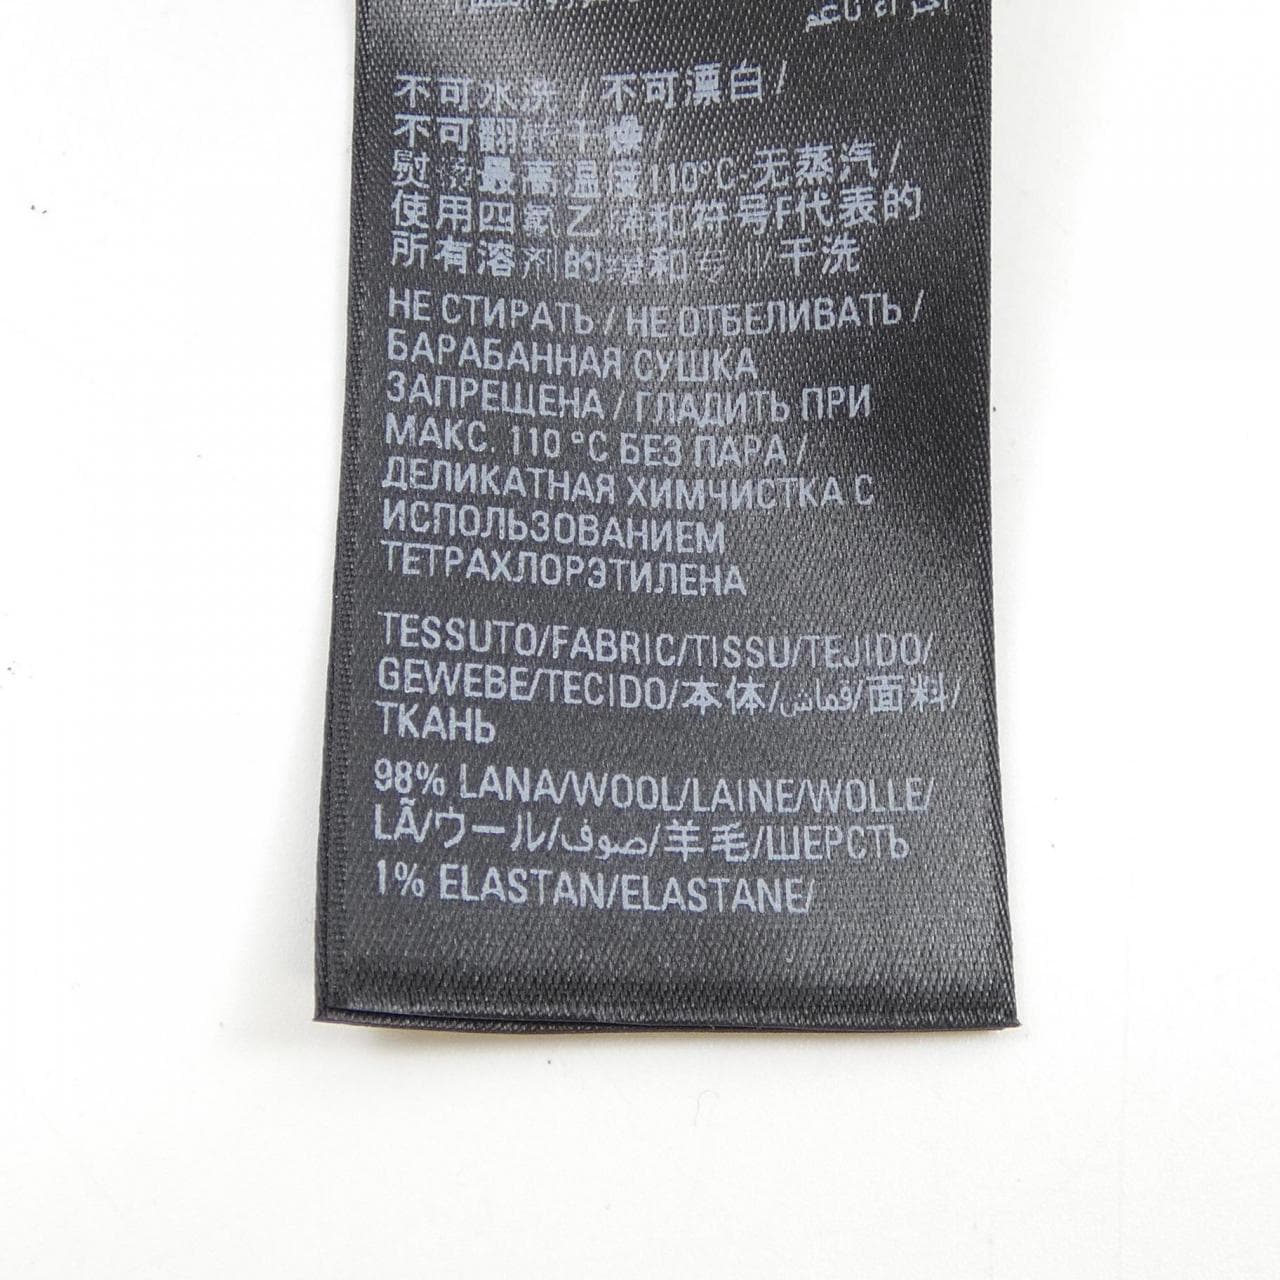 不可水洗 / 不可漂白 /
不可翻转干燥 /
熨烫最高温度110°C 无蒸汽 /
使用四氯乙烯和符号F代表的
所有溶剂的缓和 / 干洗
НЕ СТИРАТЬ / НЕ ОТБЕЛИВАТЬ /
БАРАБАННАЯ СУШКА
ЗАПРЕЩЕНА / ГЛАДИТЬ ПРИ
МАКС. 110 °C БЕЗ ПАРА /
ДЕЛИКАТНАЯ ХИМЧИСТКА С
ИСПОЛЬЗОВАНИЕМ
ТЕТРАХЛОРЭТИЛЕНА
TESSUTO/FABRIC/TISSU/TEJIDO/
GEWEBE/TECIDO/本体/قماش/面料/
ТКАНЬ
98% LANA/WOOL/LAINE/WOLLE/
LÃ/ウール/صوف/羊毛/ШЕРСТЬ
1% ELASTAN/ELASTANE/